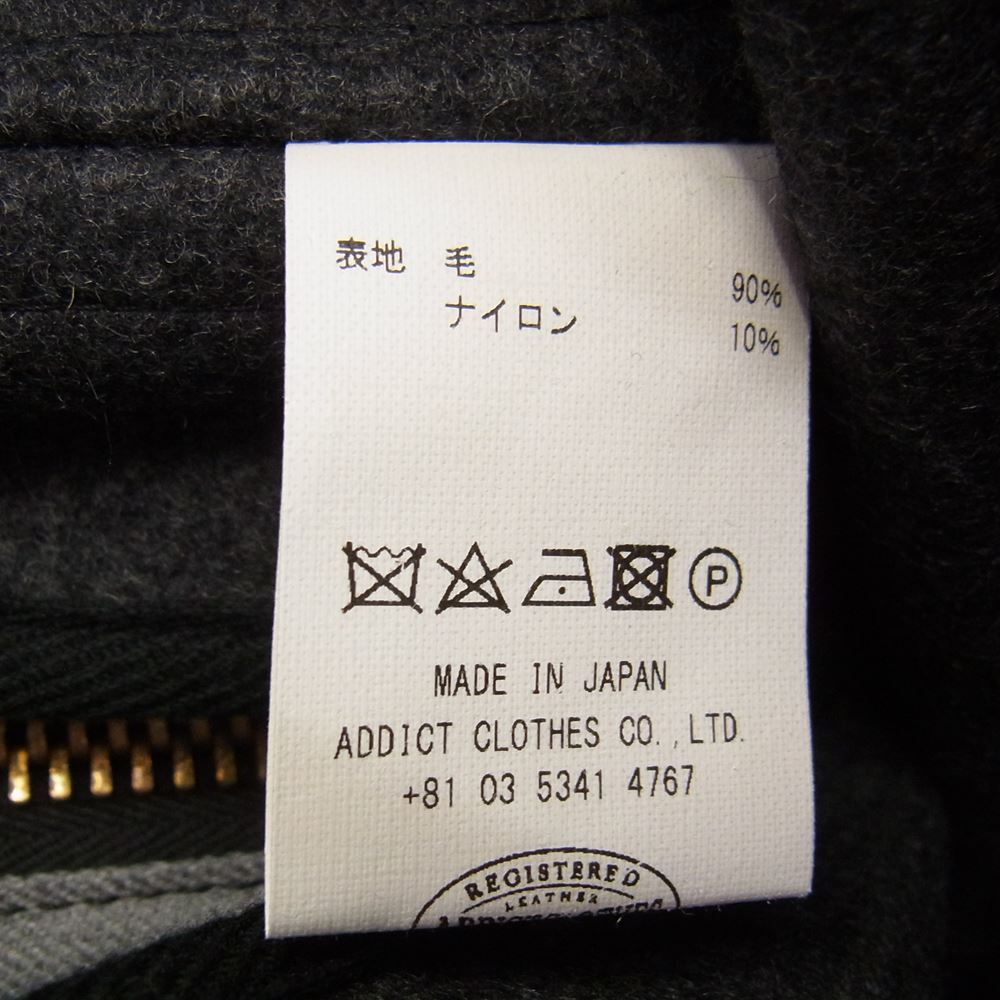 表地 毛 90%
ナイロン 10%
P
MADE IN JAPAN
ADDICT CLOTHES CO.,LTD.
+81 03 5341 4767
REGISTERED
LEATHER